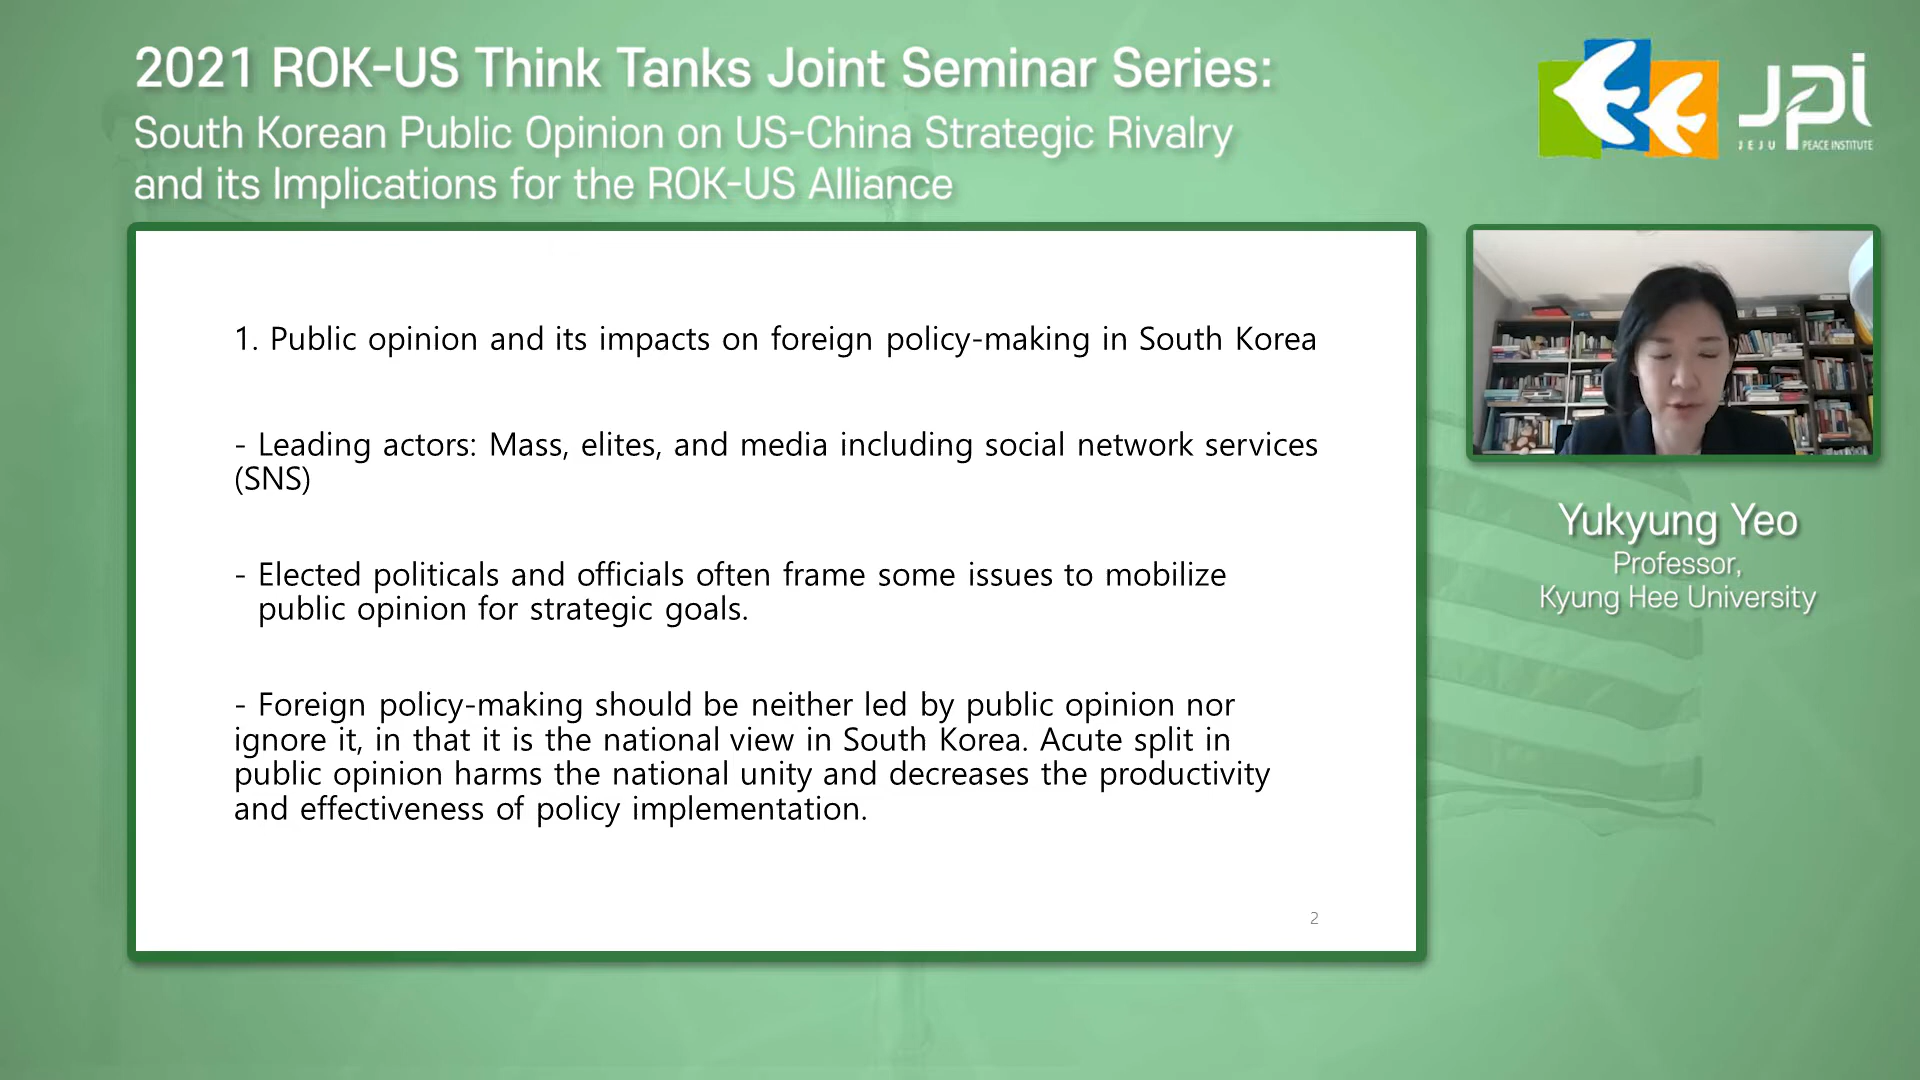 2021 ROK-US Think Tanks Joint Seminar Series:
South Korean Public Opinion on US-China Strategic Rivalry
and its Implications for the ROK-US Alliance
JPI
JEJU PEACE INSTITUTE
1. Public opinion and its impacts on foreign policy-making in South Korea
- Leading actors: Mass, elites, and media including social network services
(SNS)
- Elected politicals and officials often frame some issues to mobilize
public opinion for strategic goals.
- Foreign policy-making should be neither led by public opinion nor
ignore it, in that it is the national view in South Korea. Acute split in
public opinion harms the national unity and decreases the productivity
and effectiveness of policy implementation.
2
Yukyung Yeo
Professor,
Kyung Hee University